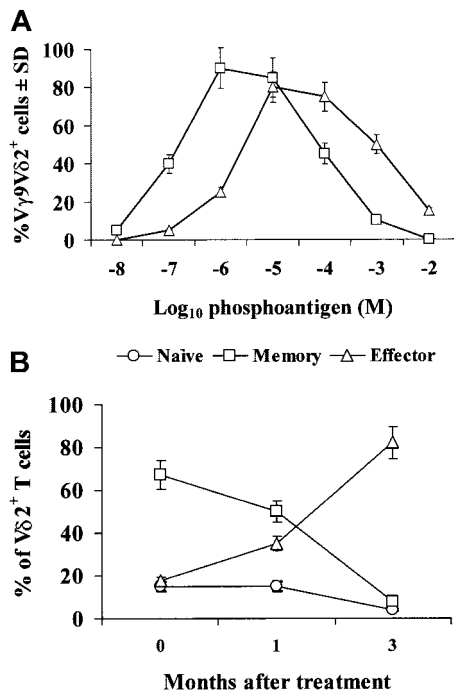 A
%Vγ9Vδ2⁺ cells ± SD
100
80
60
40
20
0
-8 -7 -6 -5 -4 -3 -2
Log₁₀ phosphoantigen (M)
Naïve Memory Effector
B
% of Vδ2⁺ T cells
100
80
60
40
20
0
0 1 3
Months after treatment